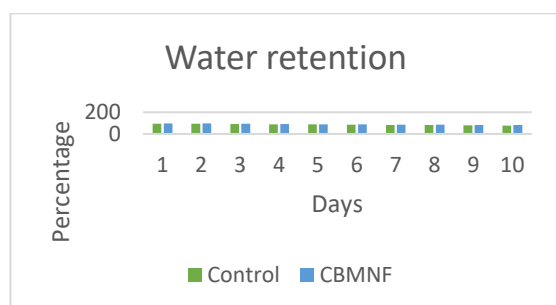 Water retention
Percentage
200
0
1 2 3 4 5 6 7 8 9 10
Days
Control CBMNF